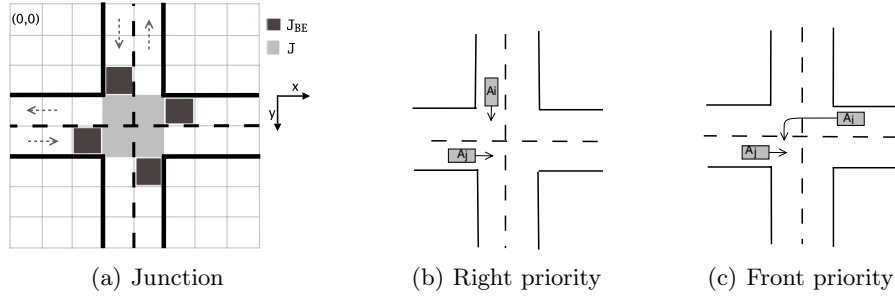 (0,0)
J_BE
J
x
y
(a) Junction
Ai
Aj
(b) Right priority
Ai
Aj
(c) Front priority